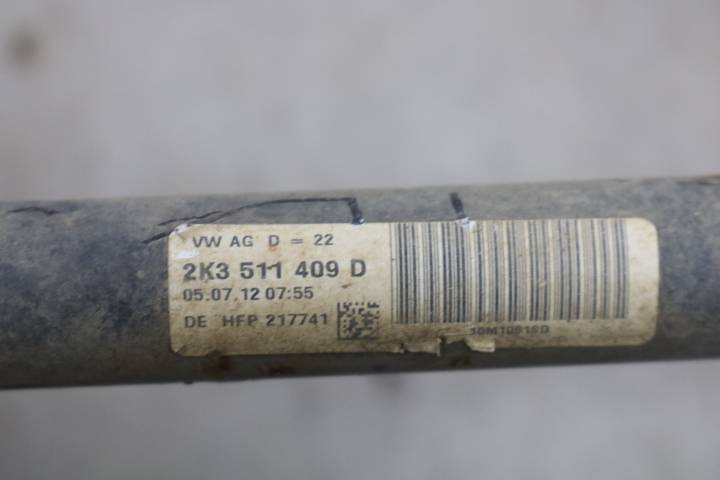 VW AG D = 22
2K3 511 409 D
05.07.12 07:55
DE HFP 217741